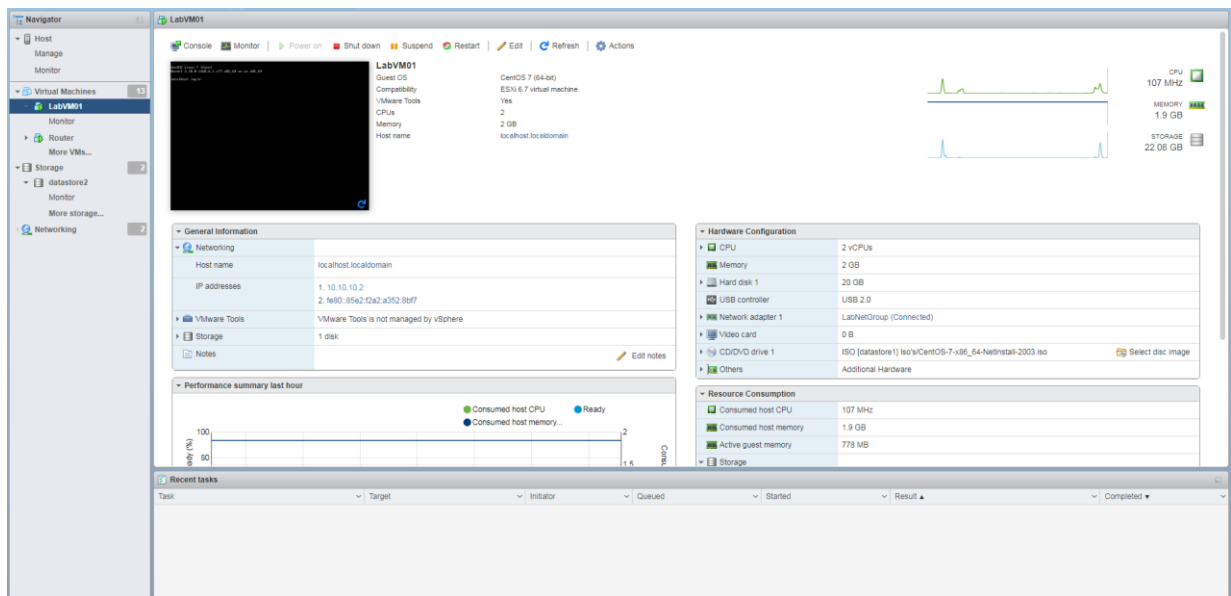 Navigator
Host
Manage
Monitor
Virtual Machines 13
LabVM01
Monitor
Router
More VMs...
Storage 2
datastore2
Monitor
More storage...
Networking 2
LabVM01
Console Monitor Power on Shut down Suspend Restart Edit Refresh Actions
LabVM01
Guest OS CentOS 7 (64-bit)
Compatibility ESXi 6.7 virtual machine
VMware Tools Yes
CPUs 2
Memory 2 GB
Host name localhost.localdomain
CPU
107 MHz
MEMORY
1.9 GB
STORAGE
22.08 GB
General Information
Networking
Host name localhost.localdomain
IP addresses 1. 10.10.10.2
2. fe80::85e2:f2a2:a352:8bf7
VMware Tools VMware Tools is not managed by vSphere
Storage 1 disk
Notes Edit notes
Performance summary last hour
Consumed host CPU Ready
Consumed host memory...
100 2
80 1.5
Hardware Configuration
CPU 2 vCPUs
Memory 2 GB
Hard disk 1 20 GB
USB controller USB 2.0
Network adapter 1 LabNetGroup (Connected)
Video card 0 B
CD/DVD drive 1 ISO [datastore1] Iso's/CentOS-7-x86_64-NetInstall-2003.iso Select disc image
Others Additional Hardware
Resource Consumption
Consumed host CPU 107 MHz
Consumed host memory 1.9 GB
Active guest memory 778 MB
Storage
Recent tasks
Task Target Initiator Queued Started Result ▲ Completed ▼